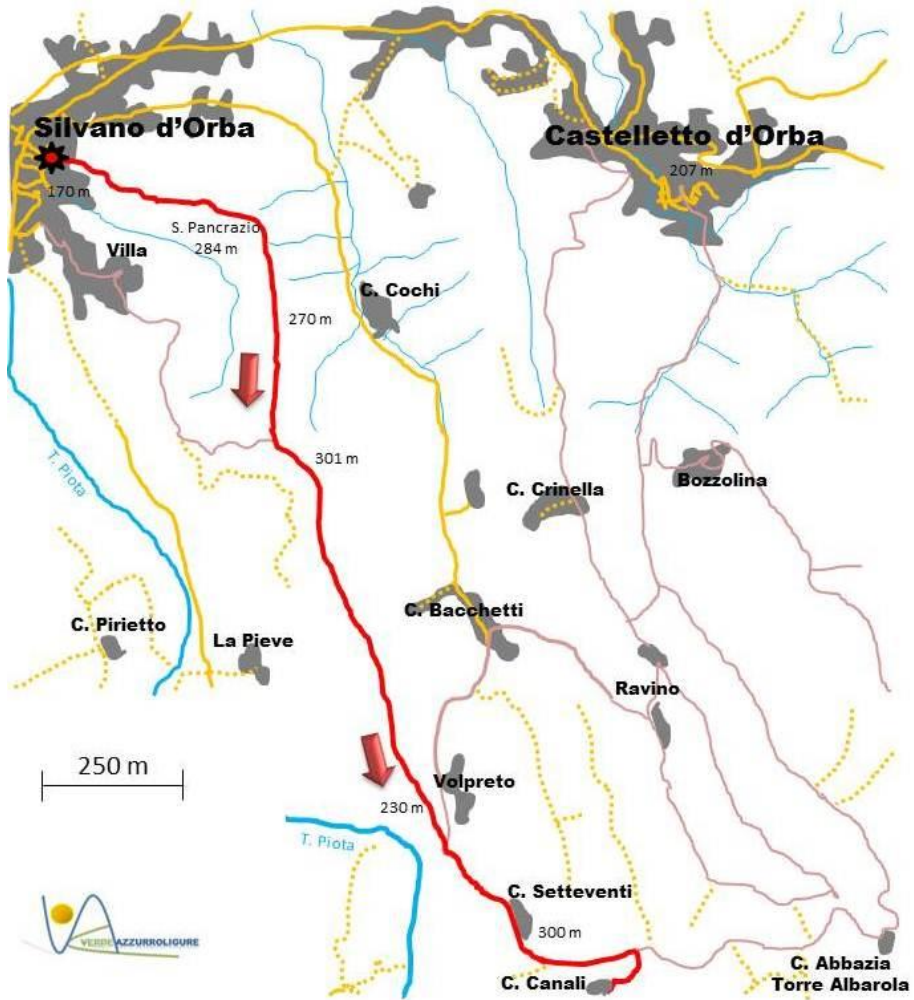 Silvano d'Orba
Castelletto d'Orba
207 m
170 m
S. Pancrazio
284 m
Villa
C. Cochi
270 m
301 m
T. Piota
C. Crinella
Bozzolina
C. Bacchetti
C. Pirietto
La Pieve
Ravino
250 m
Volpreto
230 m
T. Piota
C. Setteventi
300 m
VERDEAZZURROLIGURE
C. Canali
C. Abbazia
Torre Albarola